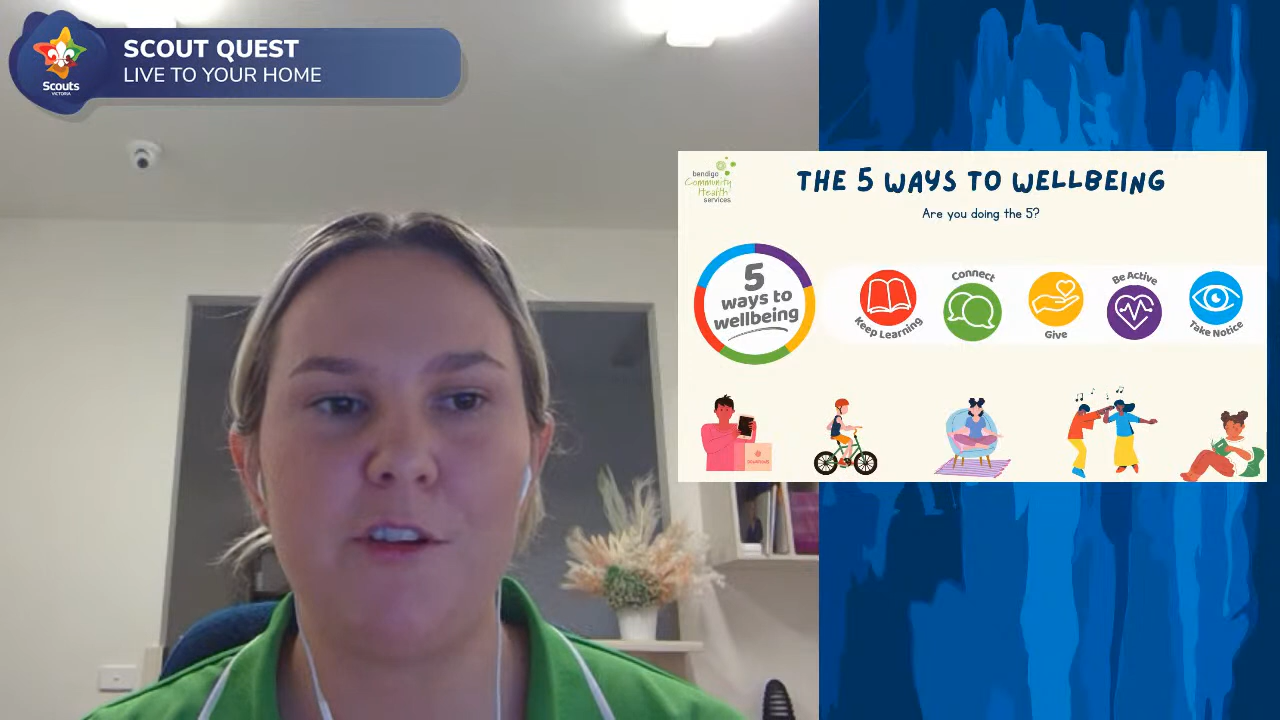 SCOUT QUEST
LIVE TO YOUR HOME
Scouts
VICTORIA
bendigo
Community
Health
services
THE 5 WAYS TO WELLBEING
Are you doing the 5?
5
ways to
wellbeing
Keep Learning
Connect
Give
Be Active
Take Notice